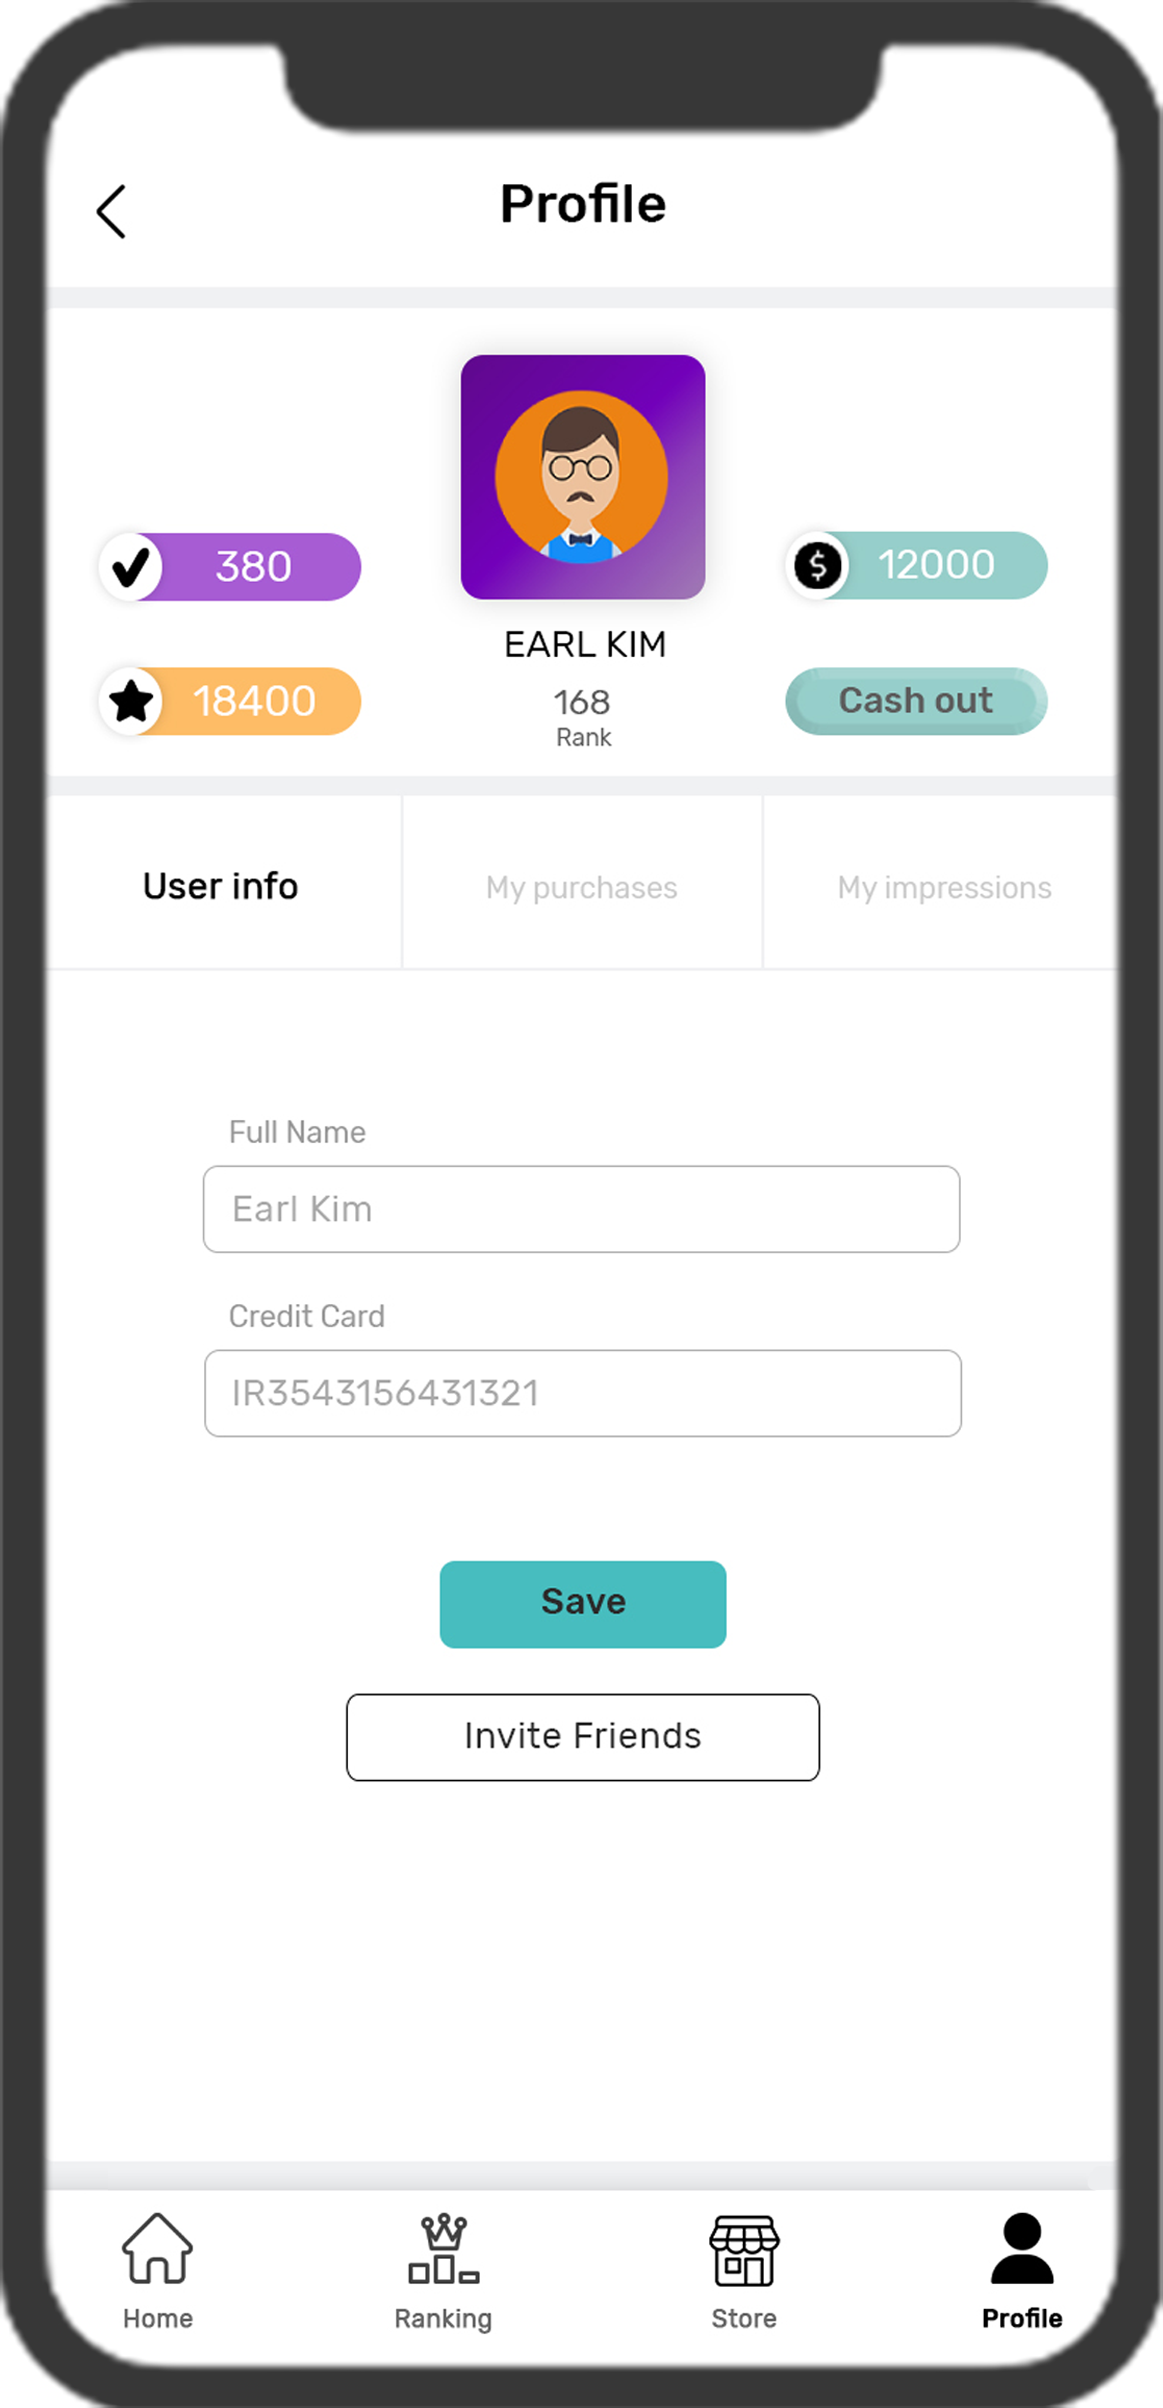 Profile
380
$ 12000
EARL KIM
18400
168
Rank
Cash out
User info
My purchases
My impressions
Full Name
Earl Kim
Credit Card
IR3543156431321
Save
Invite Friends
Home
Ranking
Store
Profile